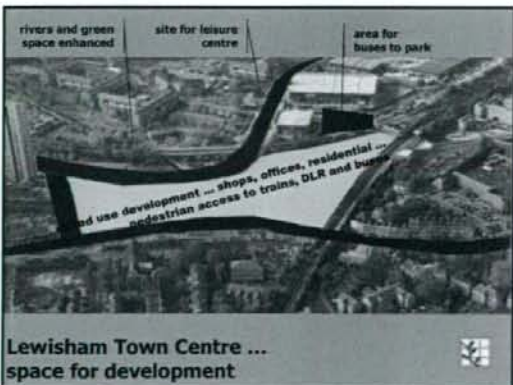 rivers and green
space enhanced
site for leisure
centre
area for
buses to park
ed use development ... shops, offices, residential ...
pedestrian access to trains, DLR and buses
Lewisham Town Centre ...
space for development